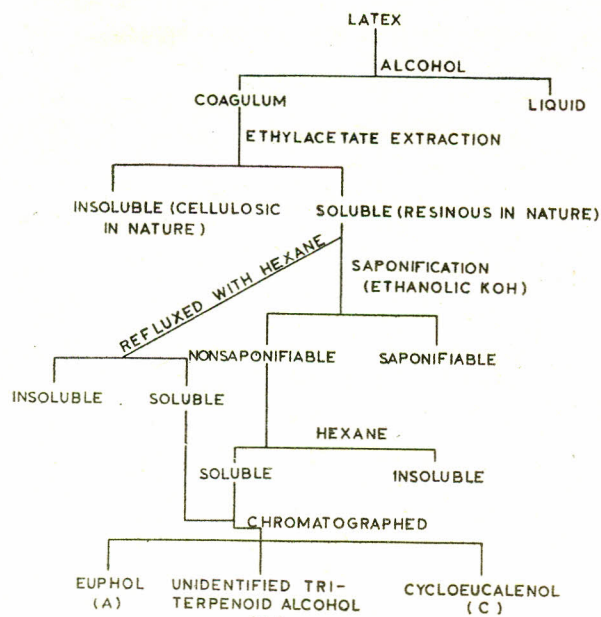 LATEX
ALCOHOL
COAGULUM
LIQUID
ETHYLACETATE EXTRACTION
INSOLUBLE (CELLULOSIC
IN NATURE)
SOLUBLE (RESINOUS IN NATURE)
REFLUXED WITH HEXANE
SAPONIFICATION
(ETHANOLIC KOH)
NONSAPONIFIABLE
SAPONIFIABLE
INSOLUBLE
SOLUBLE
HEXANE
SOLUBLE
INSOLUBLE
CHROMATOGRAPHED
EUPHOL
(A)
UNIDENTIFIED TRI-
TERPENOID ALCOHOL
CYCLOEUCALENOL
(C)